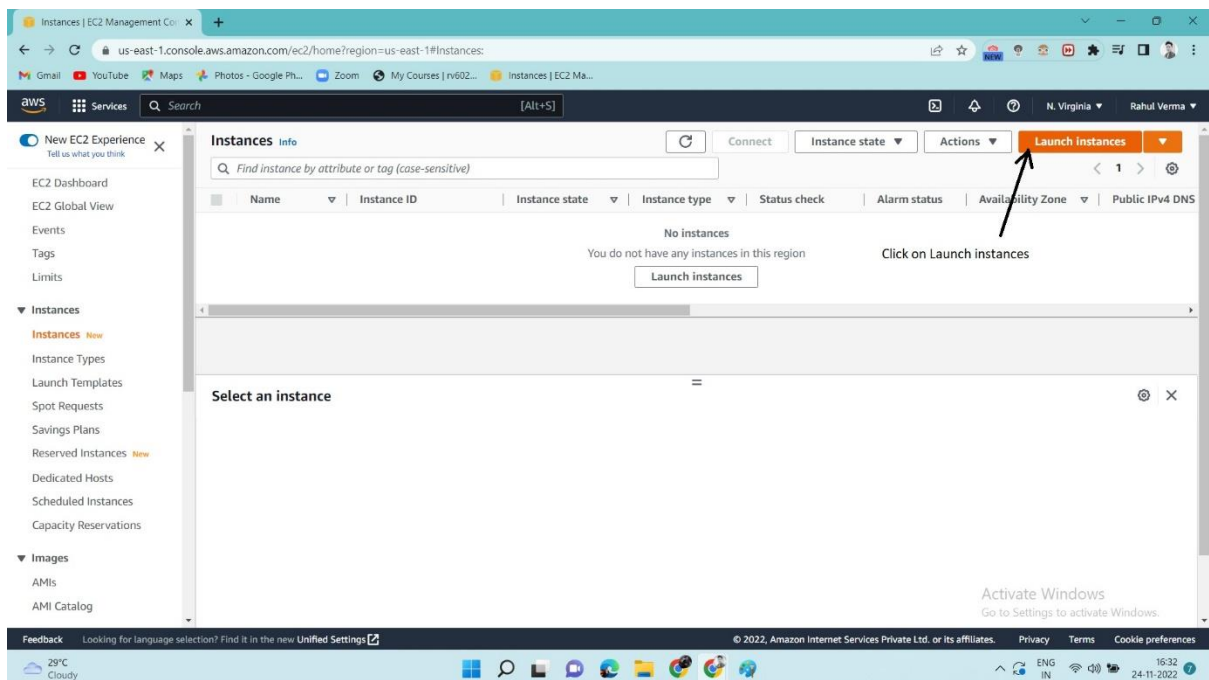 Instances | EC2 Management Con
us-east-1.console.aws.amazon.com/ec2/home?region=us-east-1#Instances:
NEW
Gmail YouTube Maps Photos - Google Ph... Zoom My Courses | rv602... Instances | EC2 Ma...
aws Services Search [Alt+S] N. Virginia Rahul Verma
New EC2 Experience
Tell us what you think
EC2 Dashboard
EC2 Global View
Events
Tags
Limits
Instances
Instances New
Instance Types
Launch Templates
Spot Requests
Savings Plans
Reserved Instances New
Dedicated Hosts
Scheduled Instances
Capacity Reservations
Images
AMIs
AMI Catalog
Instances Info Connect Instance state Actions Launch instances
Find instance by attribute or tag (case-sensitive) 1
Name Instance ID Instance state Instance type Status check Alarm status Availability Zone Public IPv4 DNS
No instances
You do not have any instances in this region
Launch instances
Click on Launch instances
Select an instance
Activate Windows
Go to Settings to activate Windows.
Feedback Looking for language selection? Find it in the new Unified Settings © 2022, Amazon Internet Services Private Ltd. or its affiliates. Privacy Terms Cookie preferences
29°C
Cloudy
ENG
IN
16:32
24-11-2022
7